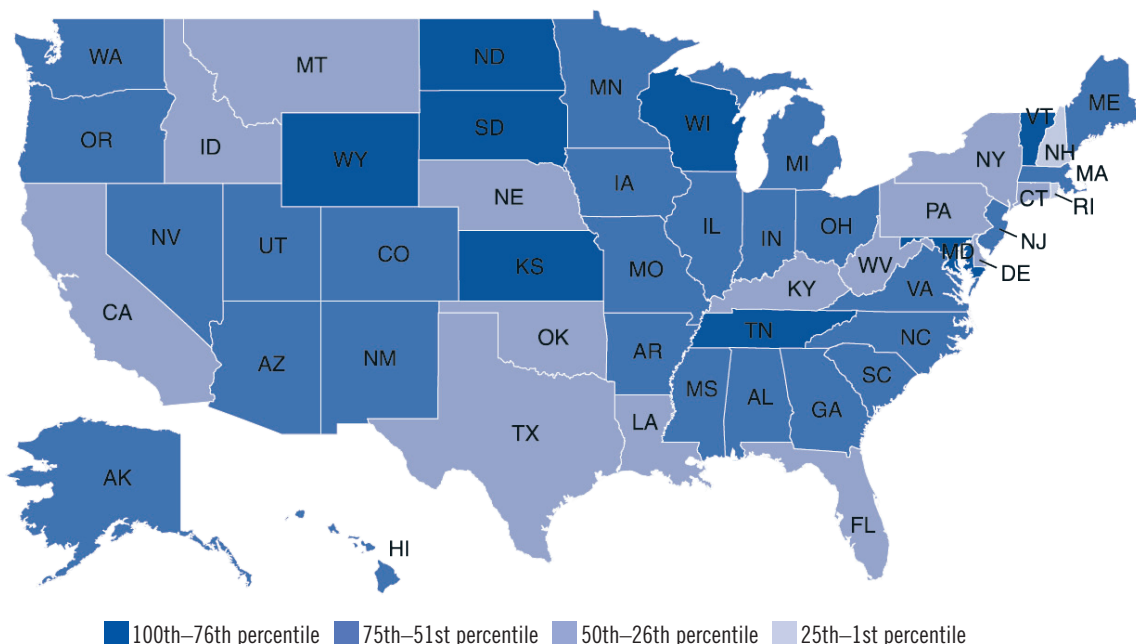 WA
MT
ND
MN
ME
OR
ID
SD
WI
VT
NH
WY
MI
NY
MA
NE
IA
CT
RI
PA
NV
UT
CO
IL
IN
OH
NJ
KS
MO
MD
WV
DE
CA
KY
VA
OK
TN
NC
AZ
NM
AR
SC
MS
AL
GA
TX
LA
AK
FL
HI
100th–76th percentile 75th–51st percentile 50th–26th percentile 25th–1st percentile